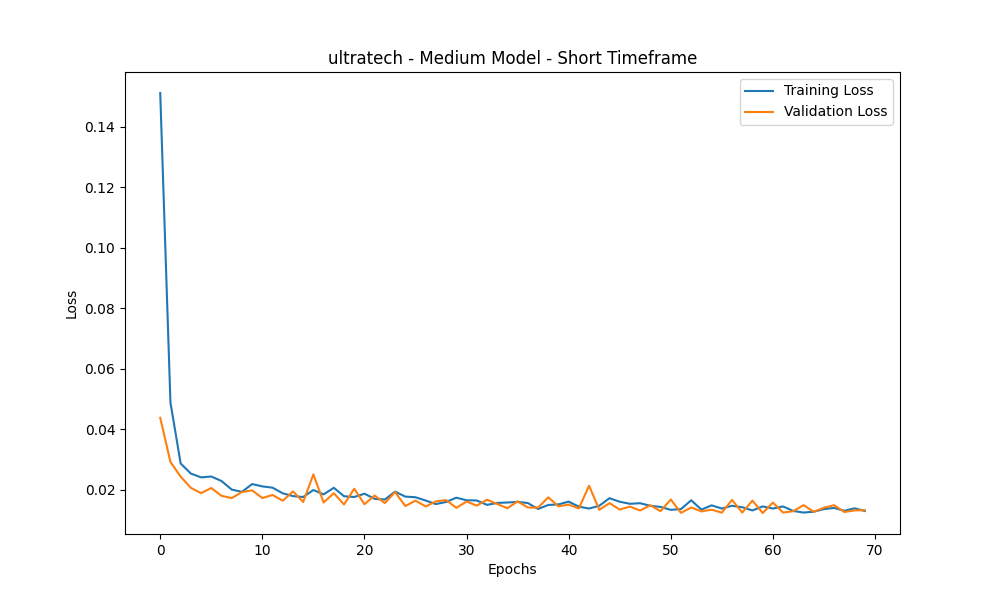 ultratech - Medium Model - Short Timeframe
Training Loss
Validation Loss
0.14
0.12
0.10
0.08
0.06
0.04
0.02
Loss
0 10 20 30 40 50 60 70
Epochs